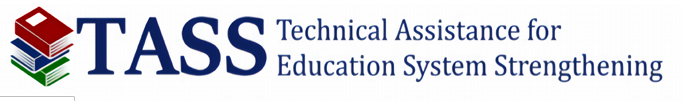 TASS
Technical Assistance for
Education System Strengthening